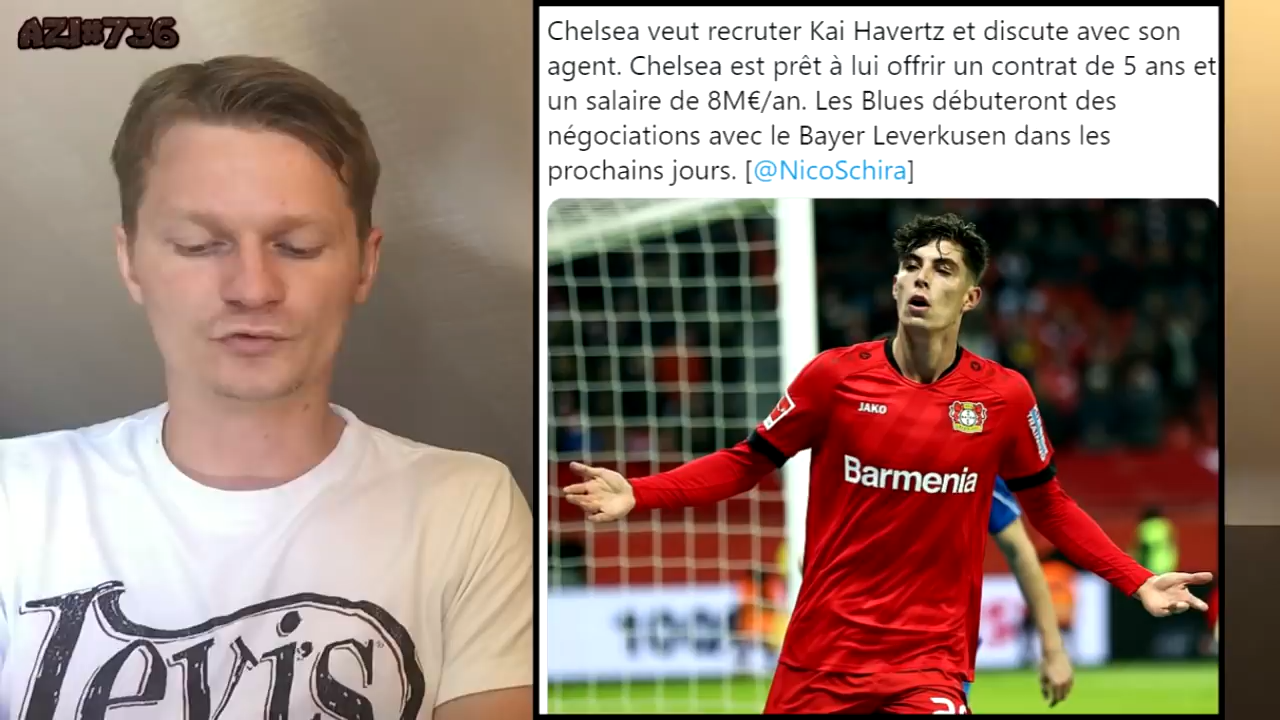 AZI#736
Chelsea veut recruter Kai Havertz et discute avec son
agent. Chelsea est prêt à lui offrir un contrat de 5 ans et
un salaire de 8M€/an. Les Blues débuteront des
négociations avec le Bayer Leverkusen dans les
prochains jours. [@NicoSchira]
JAKO
Barmenia
Levi's